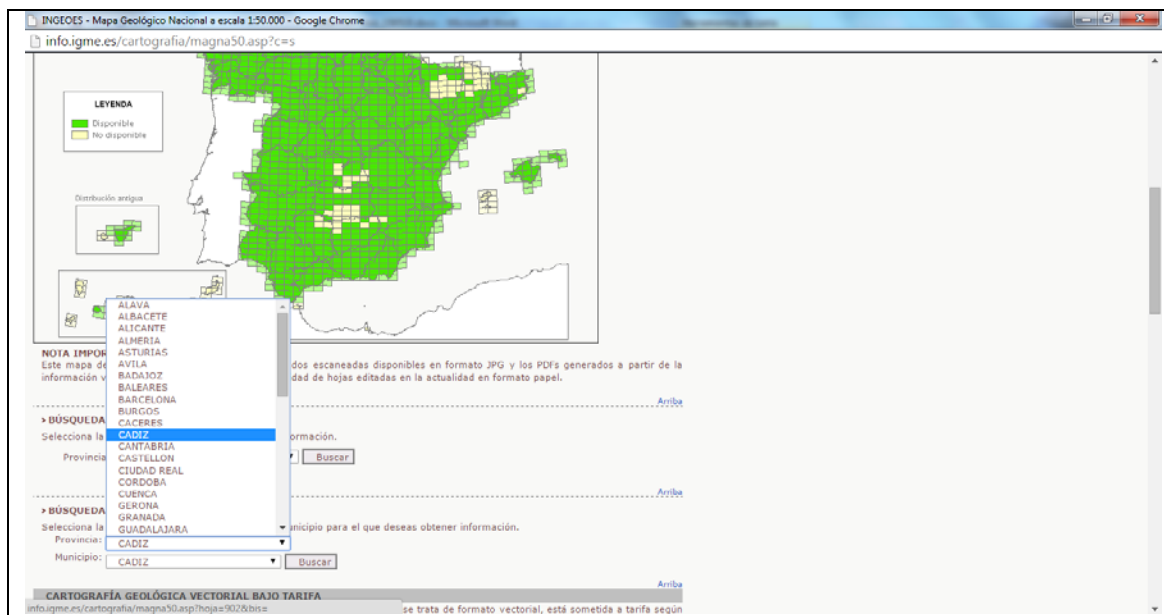 INGEOES - Mapa Geológico Nacional a escala 1:50.000 - Google Chrome
info.igme.es/cartografia/magna50.asp?c=s
LEYENDA
Disponible
No disponible
Distribución antigua
NOTA IMPOR
Este mapa de
dos escaneadas disponibles en formato JPG y los PDFs generados a partir de la
información v
dad de hojas editadas en la actualidad en formato papel.
Arriba
> BÚSQUEDA
Selecciona la
ormación.
Provincia
Buscar
Arriba
> BÚSQUEDA
Selecciona la
unicipio para el que deseas obtener información.
ALAVA
ALBACETE
ALICANTE
ALMERIA
ASTURIAS
AVILA
BADAJOZ
BALEARES
BARCELONA
BURGOS
CACERES
CADIZ
CANTABRIA
CASTELLON
CIUDAD REAL
CORDOBA
CUENCA
GERONA
GRANADA
GUADALAJARA
Provincia: CADIZ
Municipio: CADIZ Buscar
Arriba
CARTOGRAFÍA GEOLÓGICA VECTORIAL BAJO TARIFA
info.igme.es/cartografia/magna50.asp?hoja=902&bis=
se trata de formato vectorial, está sometida a tarifa según